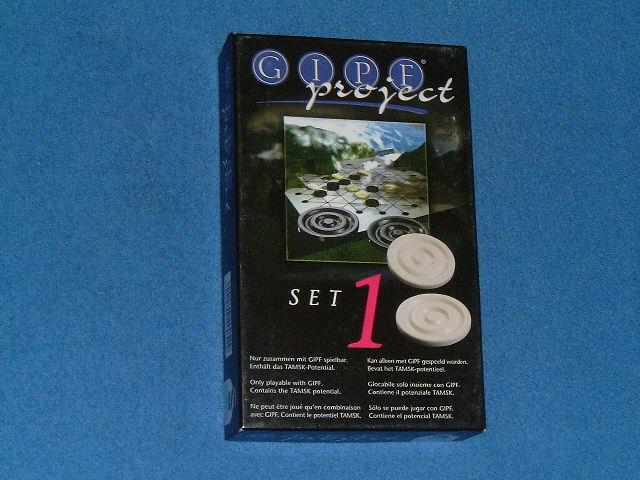 GIPF®
project
SET 1
Nur zusammen mit GIPF spielbar.
Enthält das TAMSK-Potential.
Kan alleen met GIPF gespeeld worden.
Bevat het TAMSK-potentieel.
Only playable with GIPF.
Contains the TAMSK potential.
Giocabile solo insieme con GIPF.
Contiene il potenziale TAMSK.
Ne peut être joué qu'en combinaison
avec GIPF. Contient le potentiel TAMSK.
Sólo se puede jugar con GIPF.
Contiene el potencial TAMSK.